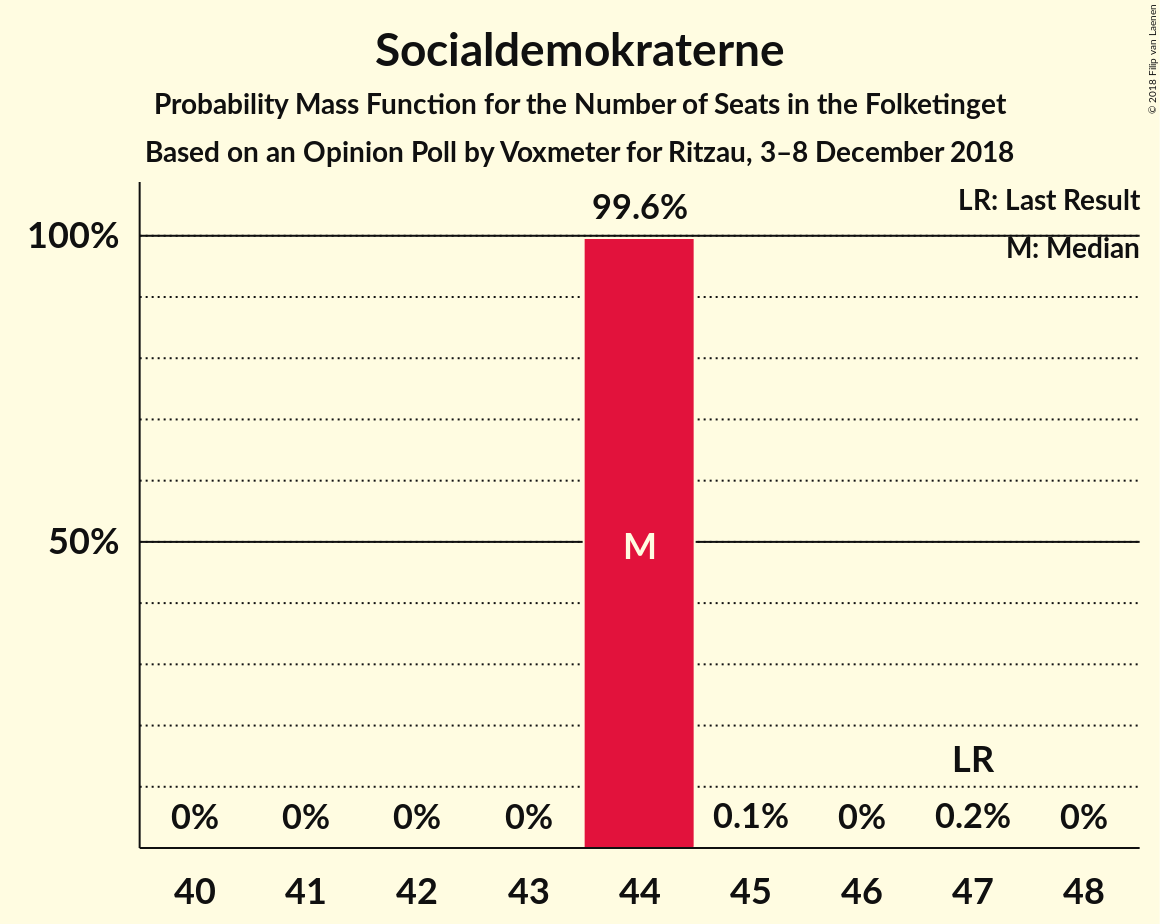 Socialdemokraterne
Probability Mass Function for the Number of Seats in the Folketinget
Based on an Opinion Poll by Voxmeter for Ritzau, 3–8 December 2018
© 2018 Filip van Laenen
LR: Last Result
M: Median
99.6%
100%
50%
M
LR
0% 0% 0% 0% 0.1% 0% 0.2% 0%
40 41 42 43 44 45 46 47 48